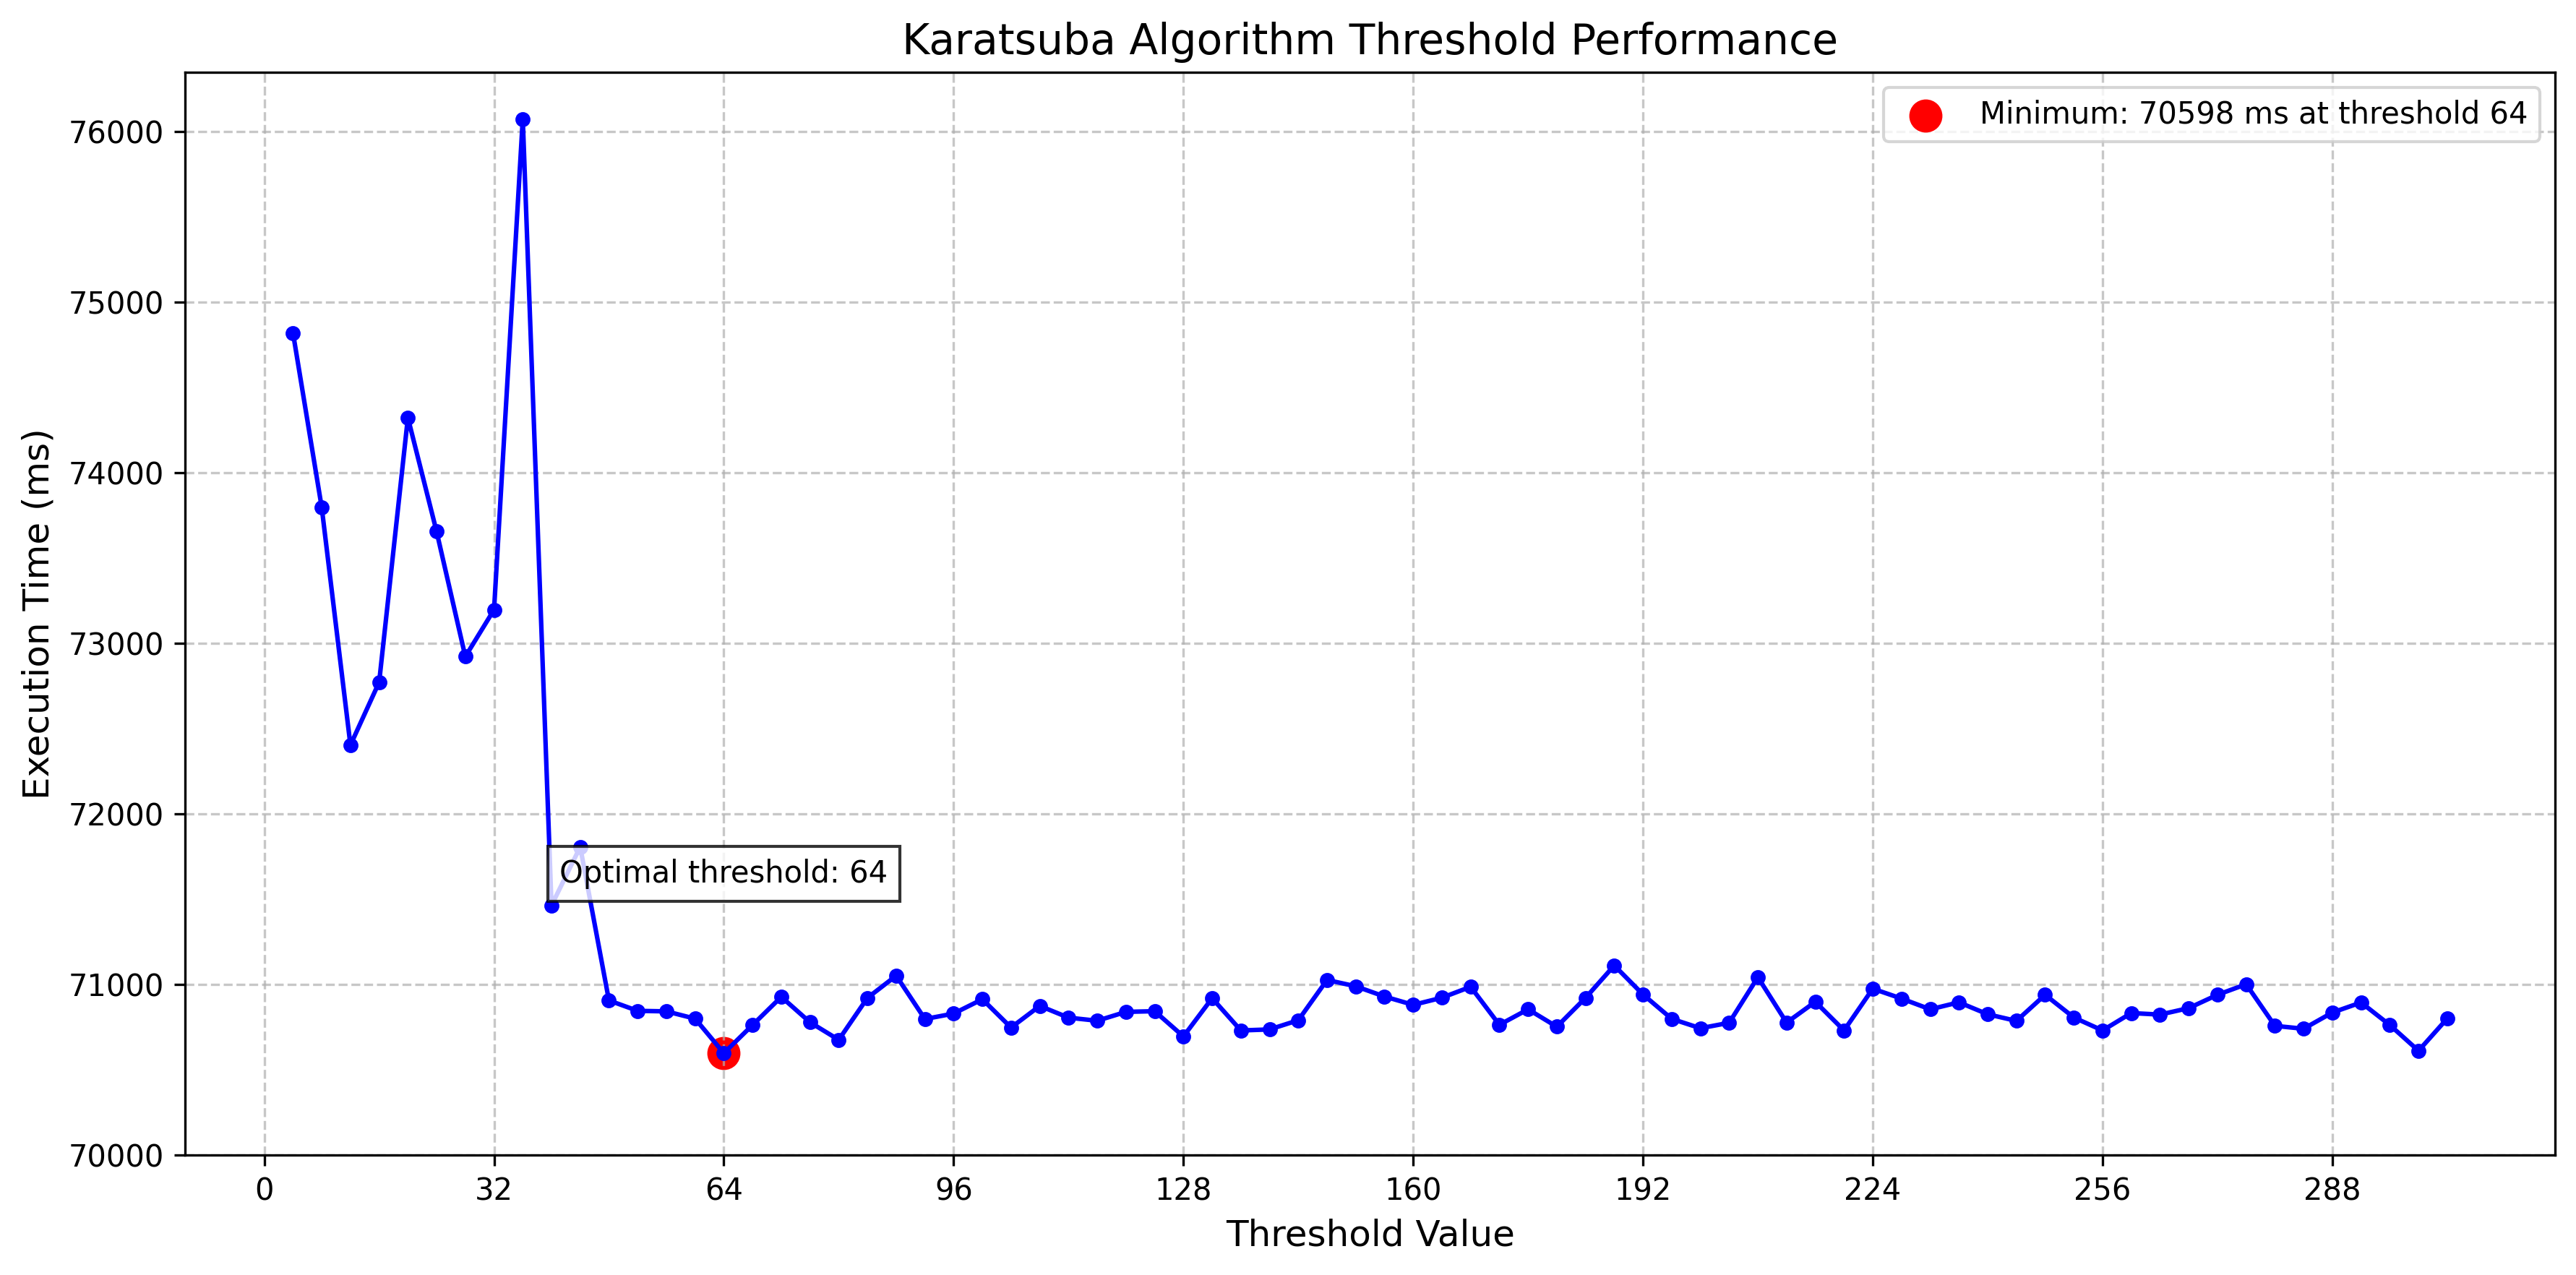 Karatsuba Algorithm Threshold Performance
Minimum: 70598 ms at threshold 64
Execution Time (ms)
76000
75000
74000
73000
72000
71000
70000
Optimal threshold: 64
0 32 64 96 128 160 192 224 256 288
Threshold Value